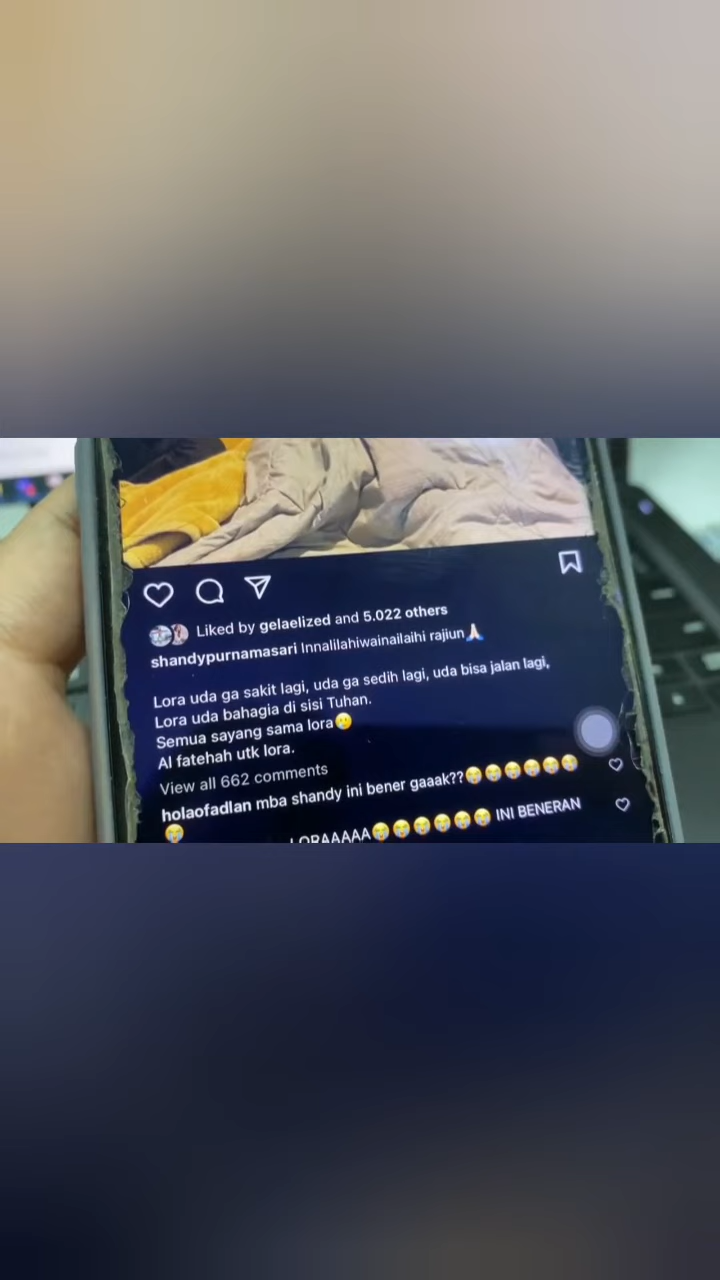 Liked by gelaelized and 5.022 others
shandypurnamasari Innalilahiwainailaihi rajiun🙏🏻
Lora uda ga sakit lagi, uda ga sedih lagi, uda bisa jalan lagi,
Lora uda bahagia di sisi Tuhan.
Semua sayang sama lora🥲
Al fatehah utk lora.
View all 662 comments
holaofadlan mba shandy ini bener gaaak??😭😭😭😭😭😭
😭
LORAAAAA😭😭😭😭😭😭 INI BENERAN